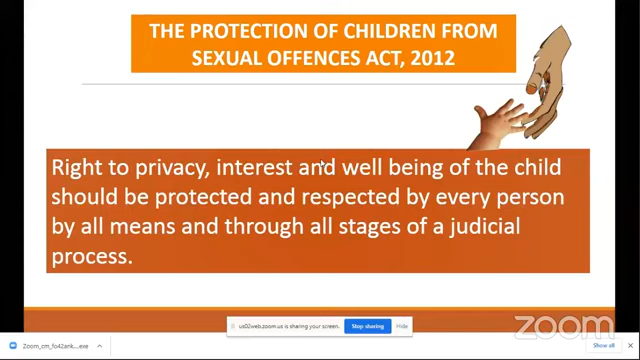 THE PROTECTION OF CHILDREN FROM
SEXUAL OFFENCES ACT, 2012
Right to privacy, interest and well being of the child
should be protected and respected by every person
by all means and through all stages of a judicial
process.
us02web.zoom.us is sharing your screen. Stop sharing Hide
zoom
Zoom_cm_fo42ank....exe Show all